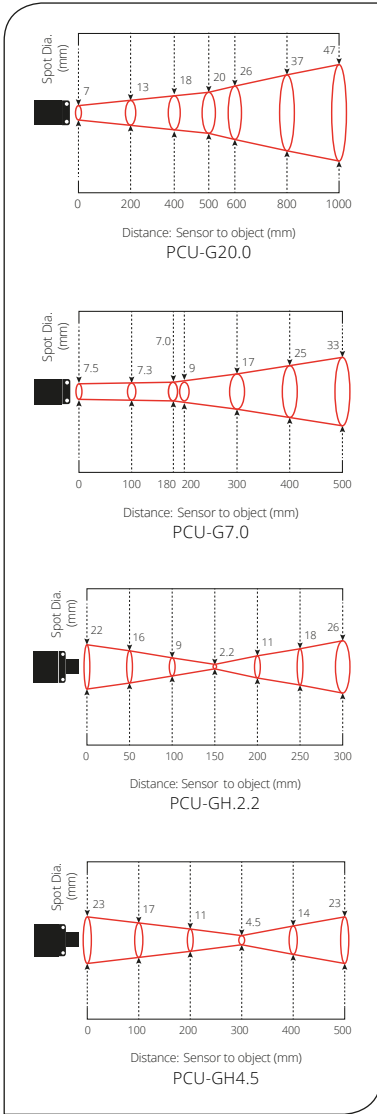 Spot Dia.
(mm)
7 13 18 20 26 37 47
0 200 400 500 600 800 1000
Distance: Sensor to object (mm)
PCU-G20.0
Spot Dia.
(mm)
7.5 7.3 7.0 9 17 25 33
0 100 180 200 300 400 500
Distance: Sensor to object (mm)
PCU-G7.0
Spot Dia.
(mm)
22 16 9 2.2 11 18 26
0 50 100 150 200 250 300
Distance: Sensor to object (mm)
PCU-GH.2.2
Spot Dia.
(mm)
23 17 11 4.5 14 23
0 100 200 300 400 500
Distance: Sensor to object (mm)
PCU-GH4.5